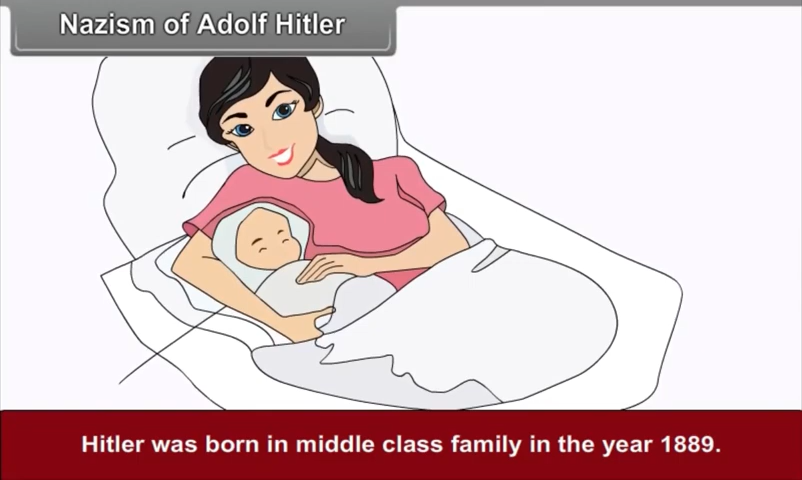 Nazism of Adolf Hitler
Hitler was born in middle class family in the year 1889.